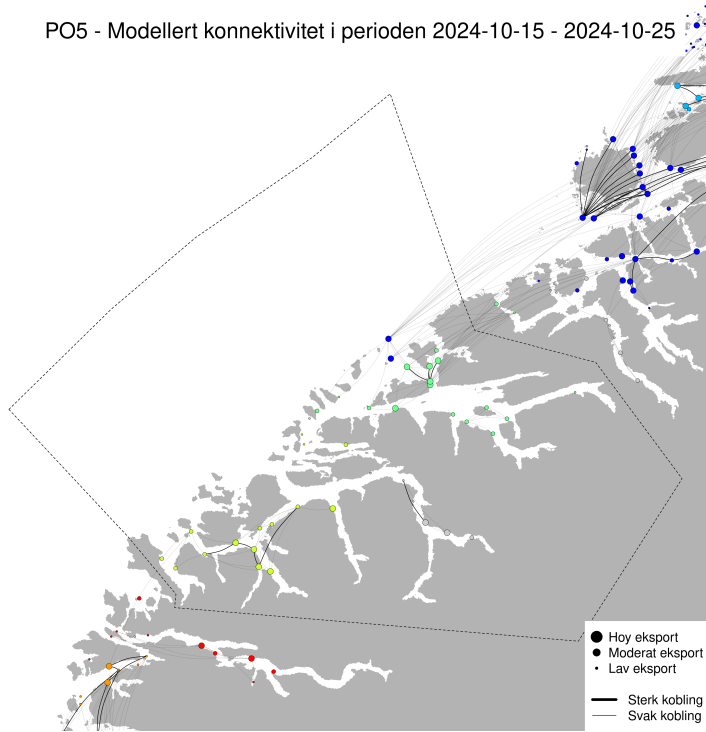 PO5 - Modellert konnektivitet i perioden 2024-10-15 - 2024-10-25
Hoy eksport
Moderat eksport
Lav eksport
Sterk kobling
Svak kobling